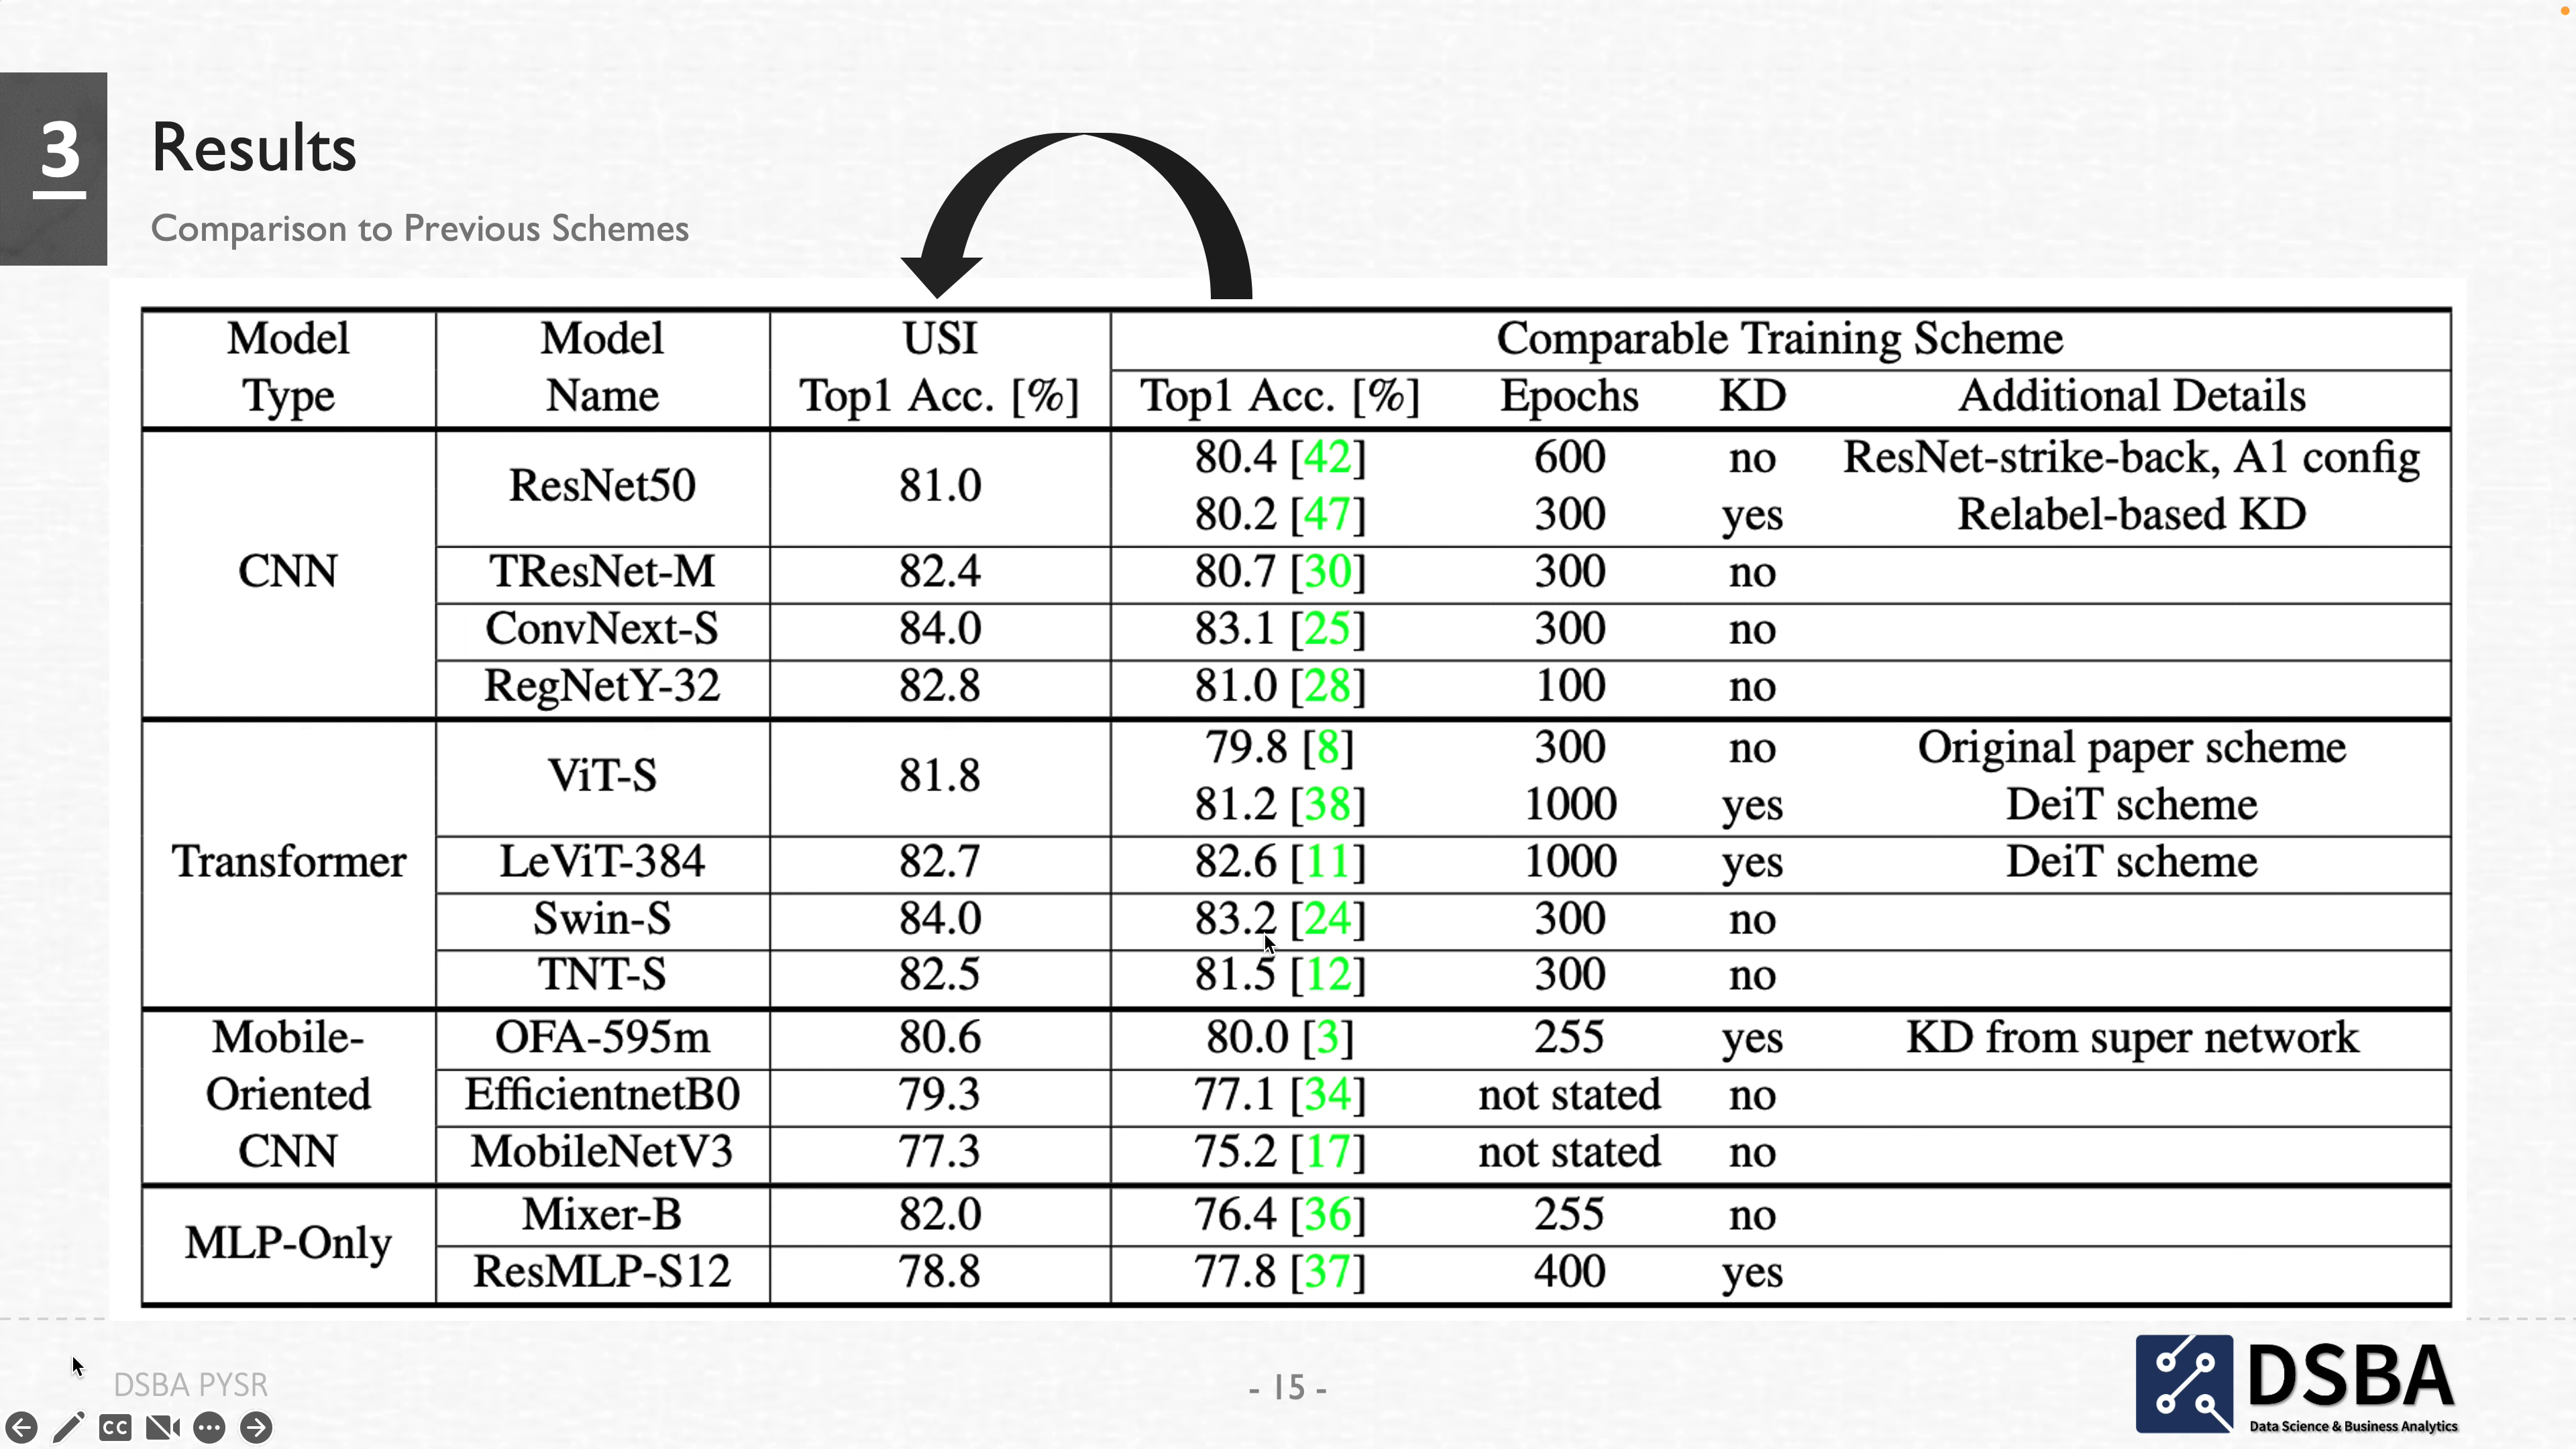 3
Results
Comparison to Previous Schemes
Model Type Model Name USI Top1 Acc. [%] Comparable Training Scheme
Top1 Acc. [%] Epochs KD Additional Details
CNN
ResNet50 81.0 80.4 [42] 600 no ResNet-strike-back, A1 config
80.2 [47] 300 yes Relabel-based KD
TResNet-M 82.4 80.7 [30] 300 no
ConvNext-S 84.0 83.1 [25] 300 no
RegNetY-32 82.8 81.0 [28] 100 no
Transformer
ViT-S 81.8 79.8 [8] 300 no Original paper scheme
81.2 [38] 1000 yes DeiT scheme
LeViT-384 82.7 82.6 [11] 1000 yes DeiT scheme
Swin-S 84.0 83.2 [24] 300 no
TNT-S 82.5 81.5 [12] 300 no
Mobile-
Oriented
CNN
OFA-595m 80.6 80.0 [3] 255 yes KD from super network
EfficientnetB0 79.3 77.1 [34] not stated no
MobileNetV3 77.3 75.2 [17] not stated no
MLP-Only
Mixer-B 82.0 76.4 [36] 255 no
ResMLP-S12 78.8 77.8 [37] 400 yes
DSBA PYSR
- 15 -
DSBA
Data Science & Business Analytics
CC